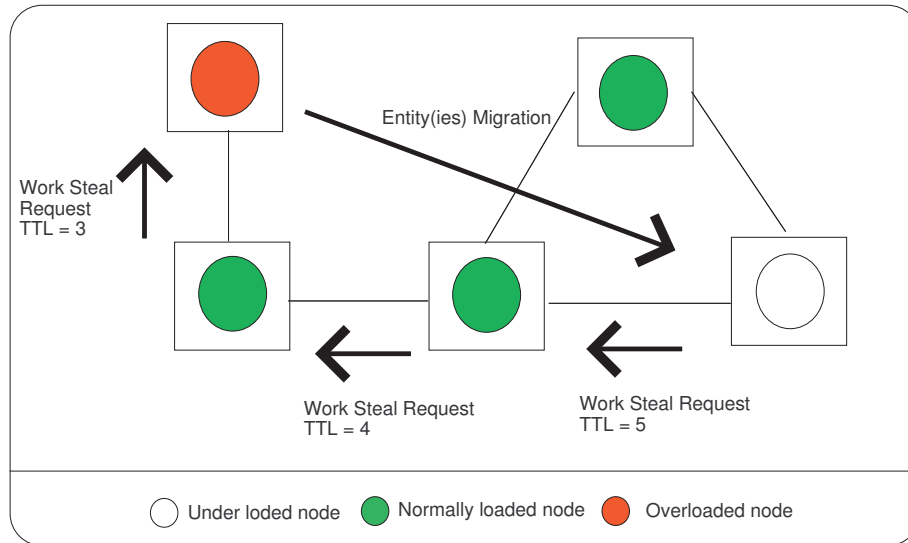 Entity(ies) Migration
Work Steal
Request
TTL = 3
Work Steal Request
TTL = 4
Work Steal Request
TTL = 5
Under loded node
Normally loaded node
Overloaded node